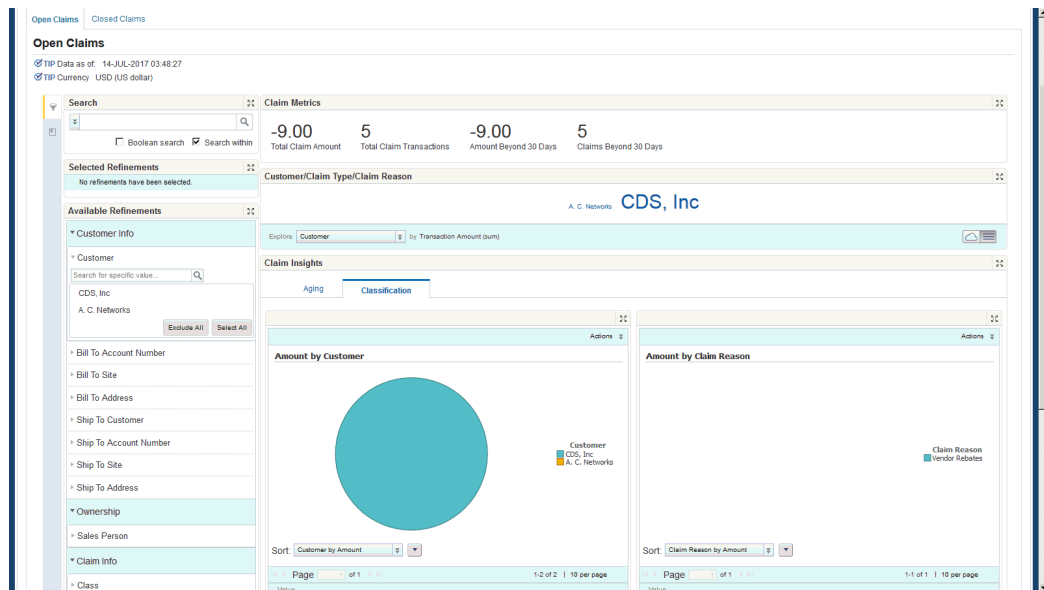 Open Claims Closed Claims
Open Claims
TIP Data as of: 14-JUL-2017 03:48:27
TIP Currency USD (US dollar)
Search
Boolean search Search within
Selected Refinements
No refinements have been selected.
Available Refinements
Customer Info
Customer
Search for specific value...
CDS, Inc
A. C. Networks
Exclude All Select All
Bill To Account Number
Bill To Site
Bill To Address
Ship To Customer
Ship To Account Number
Ship To Site
Ship To Address
Ownership
Sales Person
Claim Info
Class
Claim Metrics
-9.00 5 -9.00 5
Total Claim Amount Total Claim Transactions Amount Beyond 30 Days Claims Beyond 30 Days
Customer/Claim Type/Claim Reason
A. C. Networks CDS, Inc
Explore Customer by Transaction Amount (sum)
Claim Insights
Aging Classification
Actions
Amount by Customer
Customer
CDS, Inc
A. C. Networks
Sort: Customer by Amount
Page 1 of 1 1-2 of 2 | 10 per page
Value
Actions
Amount by Claim Reason
Claim Reason
Vendor Rebates
Sort: Claim Reason by Amount
Page 1 of 1 1-1 of 1 | 10 per page
Value